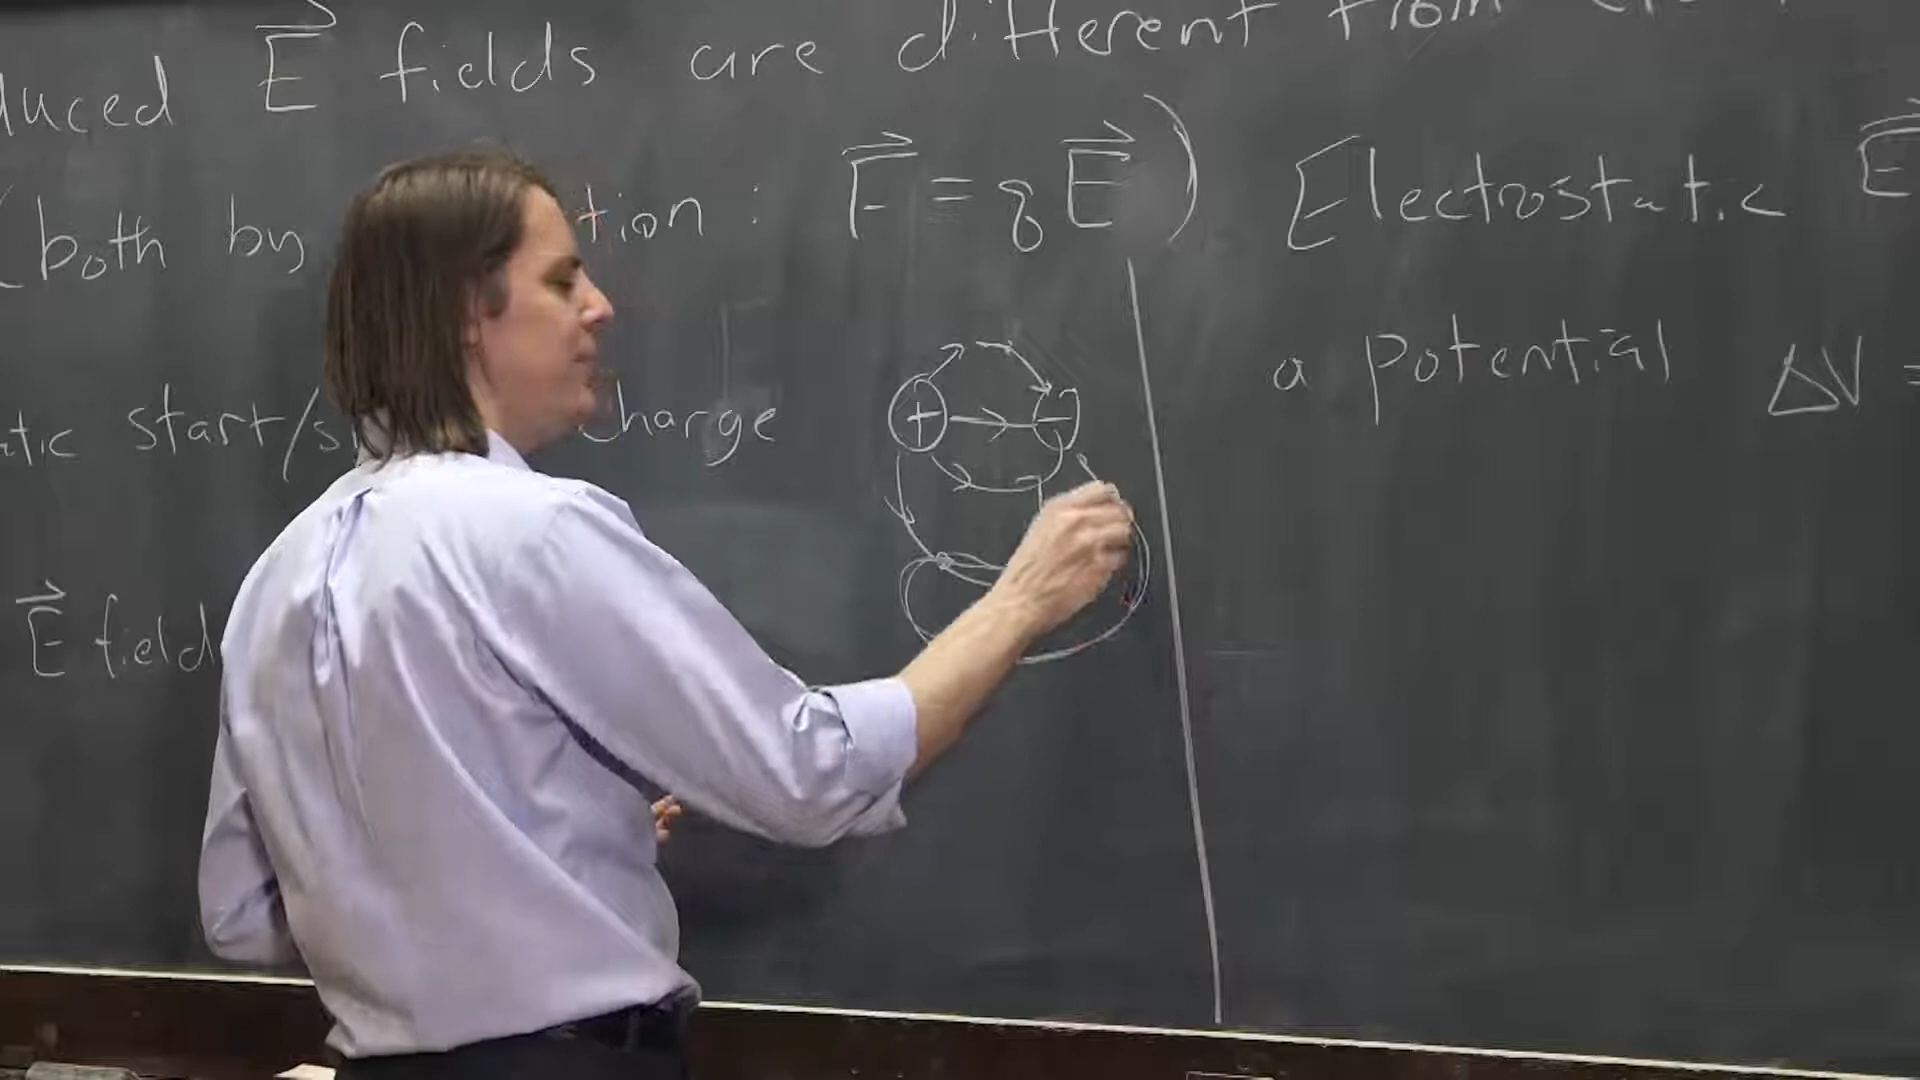 duced E fields are different from
(both by tion : F = qE) Electrostatic E
a potential ΔV =
tic start/s charge
+ -
E field